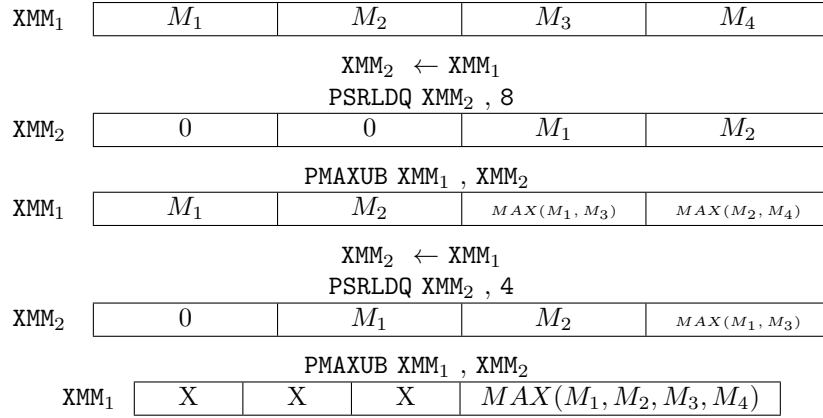 XMM₁ M₁ M₂ M₃ M₄
XMM₂ ← XMM₁
PSRLDQ XMM₂ , 8
XMM₂ 0 0 M₁ M₂
PMAXUB XMM₁ , XMM₂
XMM₁ M₁ M₂ MAX(M₁, M₃) MAX(M₂, M₄)
XMM₂ ← XMM₁
PSRLDQ XMM₂ , 4
XMM₂ 0 M₁ M₂ MAX(M₁, M₃)
PMAXUB XMM₁ , XMM₂
XMM₁ X X X MAX(M₁, M₂, M₃, M₄)